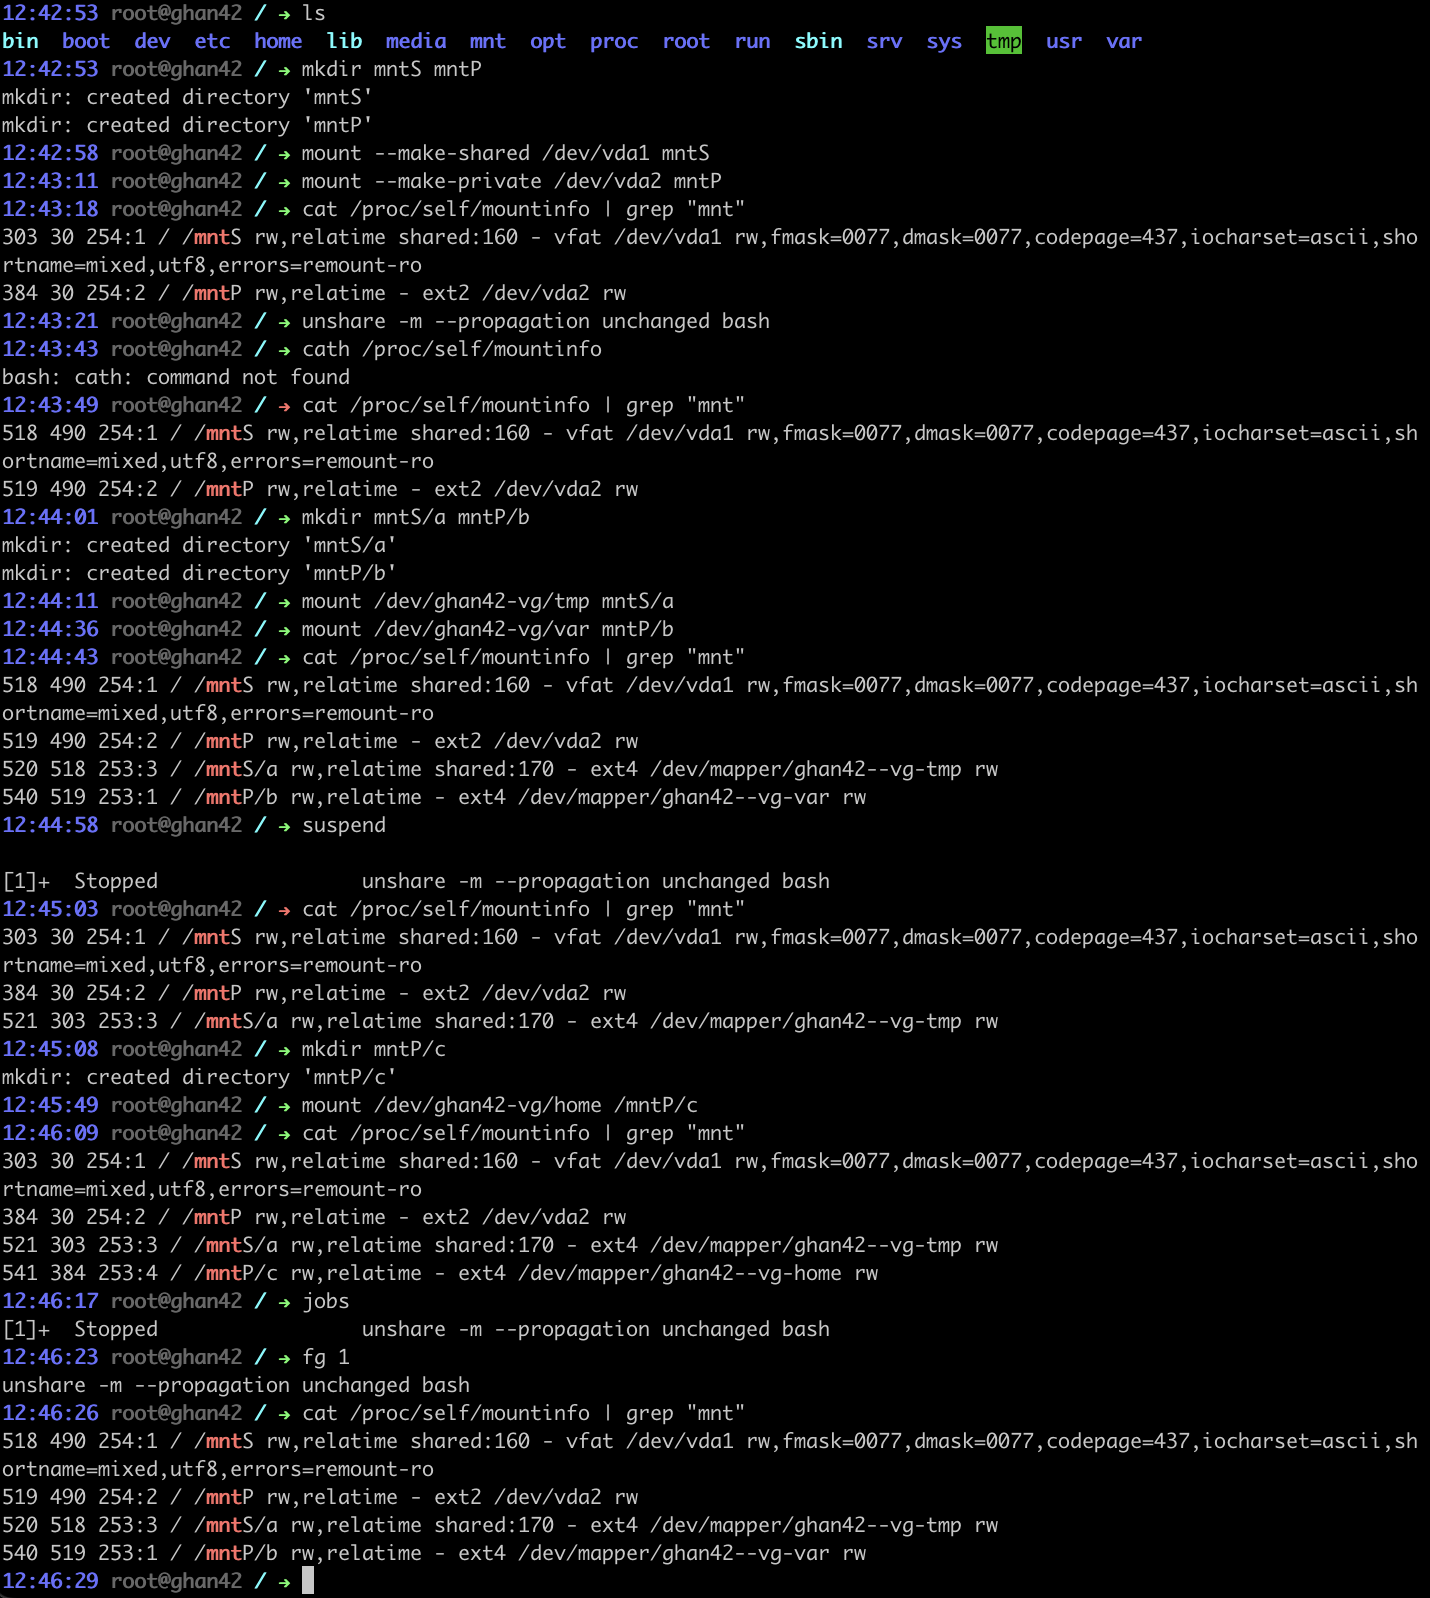 12:42:53 root@ghan42 / → ls
bin  boot  dev  etc  home  lib  media  mnt  opt  proc  root  run  sbin  srv  sys  tmp  usr  var
12:42:53 root@ghan42 / → mkdir mntS mntP
mkdir: created directory 'mntS'
mkdir: created directory 'mntP'
12:42:58 root@ghan42 / → mount --make-shared /dev/vda1 mntS
12:43:11 root@ghan42 / → mount --make-private /dev/vda2 mntP
12:43:18 root@ghan42 / → cat /proc/self/mountinfo | grep "mnt"
303 30 254:1 / /mntS rw,relatime shared:160 - vfat /dev/vda1 rw,fmask=0077,dmask=0077,codepage=437,iocharset=ascii,sho
rtname=mixed,utf8,errors=remount-ro
384 30 254:2 / /mntP rw,relatime - ext2 /dev/vda2 rw
12:43:21 root@ghan42 / → unshare -m --propagation unchanged bash
12:43:43 root@ghan42 / → cath /proc/self/mountinfo
bash: cath: command not found
12:43:49 root@ghan42 / → cat /proc/self/mountinfo | grep "mnt"
518 490 254:1 / /mntS rw,relatime shared:160 - vfat /dev/vda1 rw,fmask=0077,dmask=0077,codepage=437,iocharset=ascii,sh
ortname=mixed,utf8,errors=remount-ro
519 490 254:2 / /mntP rw,relatime - ext2 /dev/vda2 rw
12:44:01 root@ghan42 / → mkdir mntS/a mntP/b
mkdir: created directory 'mntS/a'
mkdir: created directory 'mntP/b'
12:44:11 root@ghan42 / → mount /dev/ghan42-vg/tmp mntS/a
12:44:36 root@ghan42 / → mount /dev/ghan42-vg/var mntP/b
12:44:43 root@ghan42 / → cat /proc/self/mountinfo | grep "mnt"
518 490 254:1 / /mntS rw,relatime shared:160 - vfat /dev/vda1 rw,fmask=0077,dmask=0077,codepage=437,iocharset=ascii,sh
ortname=mixed,utf8,errors=remount-ro
519 490 254:2 / /mntP rw,relatime - ext2 /dev/vda2 rw
520 518 253:3 / /mntS/a rw,relatime shared:170 - ext4 /dev/mapper/ghan42--vg-tmp rw
540 519 253:1 / /mntP/b rw,relatime - ext4 /dev/mapper/ghan42--vg-var rw
12:44:58 root@ghan42 / → suspend
[1]+  Stopped                 unshare -m --propagation unchanged bash
12:45:03 root@ghan42 / → cat /proc/self/mountinfo | grep "mnt"
303 30 254:1 / /mntS rw,relatime shared:160 - vfat /dev/vda1 rw,fmask=0077,dmask=0077,codepage=437,iocharset=ascii,sho
rtname=mixed,utf8,errors=remount-ro
384 30 254:2 / /mntP rw,relatime - ext2 /dev/vda2 rw
521 303 253:3 / /mntS/a rw,relatime shared:170 - ext4 /dev/mapper/ghan42--vg-tmp rw
12:45:08 root@ghan42 / → mkdir mntP/c
mkdir: created directory 'mntP/c'
12:45:49 root@ghan42 / → mount /dev/ghan42-vg/home /mntP/c
12:46:09 root@ghan42 / → cat /proc/self/mountinfo | grep "mnt"
303 30 254:1 / /mntS rw,relatime shared:160 - vfat /dev/vda1 rw,fmask=0077,dmask=0077,codepage=437,iocharset=ascii,sho
rtname=mixed,utf8,errors=remount-ro
384 30 254:2 / /mntP rw,relatime - ext2 /dev/vda2 rw
521 303 253:3 / /mntS/a rw,relatime shared:170 - ext4 /dev/mapper/ghan42--vg-tmp rw
541 384 253:4 / /mntP/c rw,relatime - ext4 /dev/mapper/ghan42--vg-home rw
12:46:17 root@ghan42 / → jobs
[1]+  Stopped                 unshare -m --propagation unchanged bash
12:46:23 root@ghan42 / → fg 1
unshare -m --propagation unchanged bash
12:46:26 root@ghan42 / → cat /proc/self/mountinfo | grep "mnt"
518 490 254:1 / /mntS rw,relatime shared:160 - vfat /dev/vda1 rw,fmask=0077,dmask=0077,codepage=437,iocharset=ascii,sh
ortname=mixed,utf8,errors=remount-ro
519 490 254:2 / /mntP rw,relatime - ext2 /dev/vda2 rw
520 518 253:3 / /mntS/a rw,relatime shared:170 - ext4 /dev/mapper/ghan42--vg-tmp rw
540 519 253:1 / /mntP/b rw,relatime - ext4 /dev/mapper/ghan42--vg-var rw
12:46:29 root@ghan42 / →